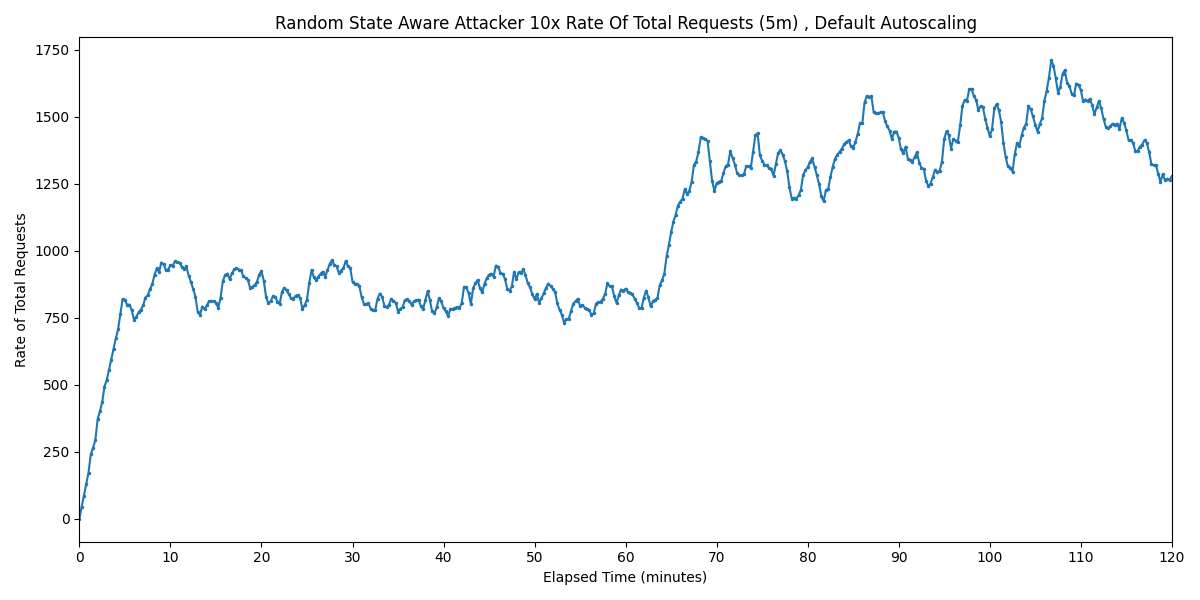 Random State Aware Attacker 10x Rate Of Total Requests (5m) , Default Autoscaling
Rate of Total Requests
1750
1500
1250
1000
750
500
250
0
0 10 20 30 40 50 60 70 80 90 100 110 120
Elapsed Time (minutes)